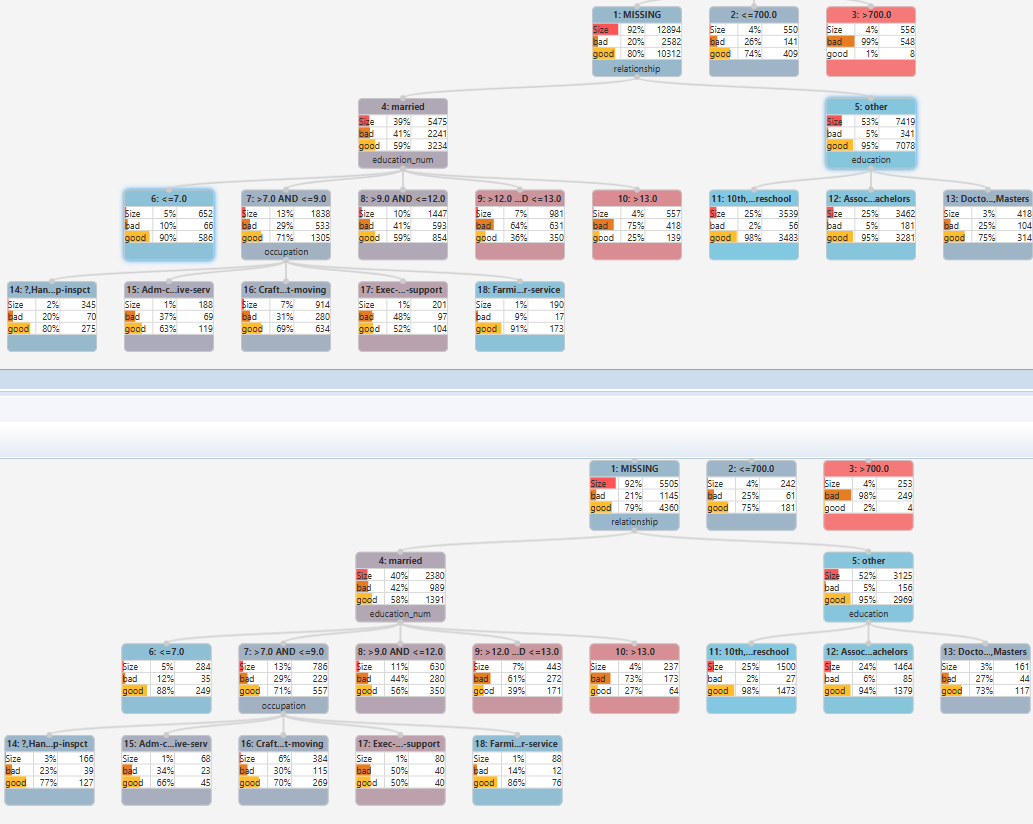 1: MISSING 2: <=700.0 3: >700.0
Size 92% 12894 Size 4% 550 Size 4% 556
bad 20% 2582 bad 26% 141 bad 99% 548
good 80% 10312 good 74% 409 good 1% 8
relationship
4: married 5: other
Size 39% 5475 Size 53% 7419
bad 41% 2241 bad 5% 341
good 59% 3234 good 95% 7078
education_num education
6: <=7.0 7: >7.0 AND <=9.0 8: >9.0 AND <=12.0 9: >12.0 ...D <=13.0 10: >13.0 11: 10th,...reschool 12: Assoc...achelors 13: Docto...,Masters
Size 5% 652 Size 13% 1838 Size 10% 1447 Size 7% 981 Size 4% 557 Size 25% 3539 Size 25% 3462 Size 3% 418
bad 10% 66 bad 29% 533 bad 41% 593 bad 64% 631 bad 75% 418 bad 2% 56 bad 5% 181 bad 25% 104
good 90% 586 good 71% 1305 good 59% 854 good 36% 350 good 25% 139 good 98% 3483 good 95% 3281 good 75% 314
occupation
14: ?,Han...p-inspct 15: Adm-c...ive-serv 16: Craft...t-moving 17: Exec-...-support 18: Farmi...r-service
Size 2% 345 Size 1% 188 Size 7% 914 Size 1% 201 Size 1% 190
bad 20% 70 bad 37% 69 bad 31% 280 bad 48% 97 bad 9% 17
good 80% 275 good 63% 119 good 69% 634 good 52% 104 good 91% 173
1: MISSING 2: <=700.0 3: >700.0
Size 92% 5505 Size 4% 242 Size 4% 253
bad 21% 1145 bad 25% 61 bad 98% 249
good 79% 4360 good 75% 181 good 2% 4
relationship
4: married 5: other
Size 40% 2380 Size 52% 3125
bad 42% 989 bad 5% 156
good 58% 1391 good 95% 2969
education_num education
6: <=7.0 7: >7.0 AND <=9.0 8: >9.0 AND <=12.0 9: >12.0 ...D <=13.0 10: >13.0 11: 10th,...reschool 12: Assoc...achelors 13: Docto...,Masters
Size 5% 284 Size 13% 786 Size 11% 630 Size 7% 443 Size 4% 237 Size 25% 1500 Size 24% 1464 Size 3% 161
bad 12% 35 bad 29% 229 bad 44% 280 bad 61% 272 bad 73% 173 bad 2% 27 bad 6% 85 bad 27% 44
good 88% 249 good 71% 557 good 56% 350 good 39% 171 good 27% 64 good 98% 1473 good 94% 1379 good 73% 117
occupation
14: ?,Han...p-inspct 15: Adm-c...ive-serv 16: Craft...t-moving 17: Exec-...-support 18: Farmi...r-service
Size 3% 166 Size 1% 68 Size 6% 384 Size 1% 80 Size 1% 88
bad 23% 39 bad 34% 23 bad 30% 115 bad 50% 40 bad 14% 12
good 77% 127 good 66% 45 good 70% 269 good 50% 40 good 86% 76